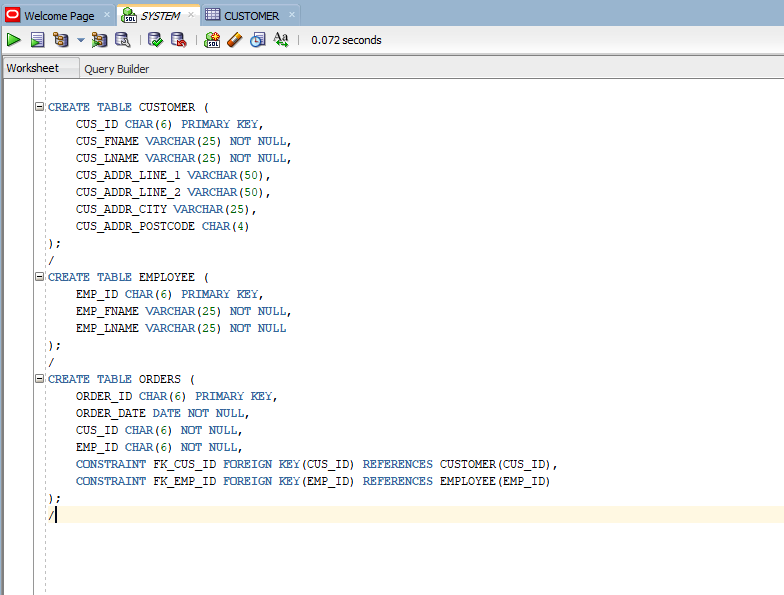 Welcome Page
SYSTEM
CUSTOMER
SQL
SQL
Aa
0.072 seconds
Worksheet
Query Builder
CREATE TABLE CUSTOMER (
CUS_ID CHAR(6) PRIMARY KEY,
CUS_FNAME VARCHAR(25) NOT NULL,
CUS_LNAME VARCHAR(25) NOT NULL,
CUS_ADDR_LINE_1 VARCHAR(50),
CUS_ADDR_LINE_2 VARCHAR(50),
CUS_ADDR_CITY VARCHAR(25),
CUS_ADDR_POSTCODE CHAR(4)
);
/
CREATE TABLE EMPLOYEE (
EMP_ID CHAR(6) PRIMARY KEY,
EMP_FNAME VARCHAR(25) NOT NULL,
EMP_LNAME VARCHAR(25) NOT NULL
);
/
CREATE TABLE ORDERS (
ORDER_ID CHAR(6) PRIMARY KEY,
ORDER_DATE DATE NOT NULL,
CUS_ID CHAR(6) NOT NULL,
EMP_ID CHAR(6) NOT NULL,
CONSTRAINT FK_CUS_ID FOREIGN KEY(CUS_ID) REFERENCES CUSTOMER(CUS_ID),
CONSTRAINT FK_EMP_ID FOREIGN KEY(EMP_ID) REFERENCES EMPLOYEE(EMP_ID)
);
/